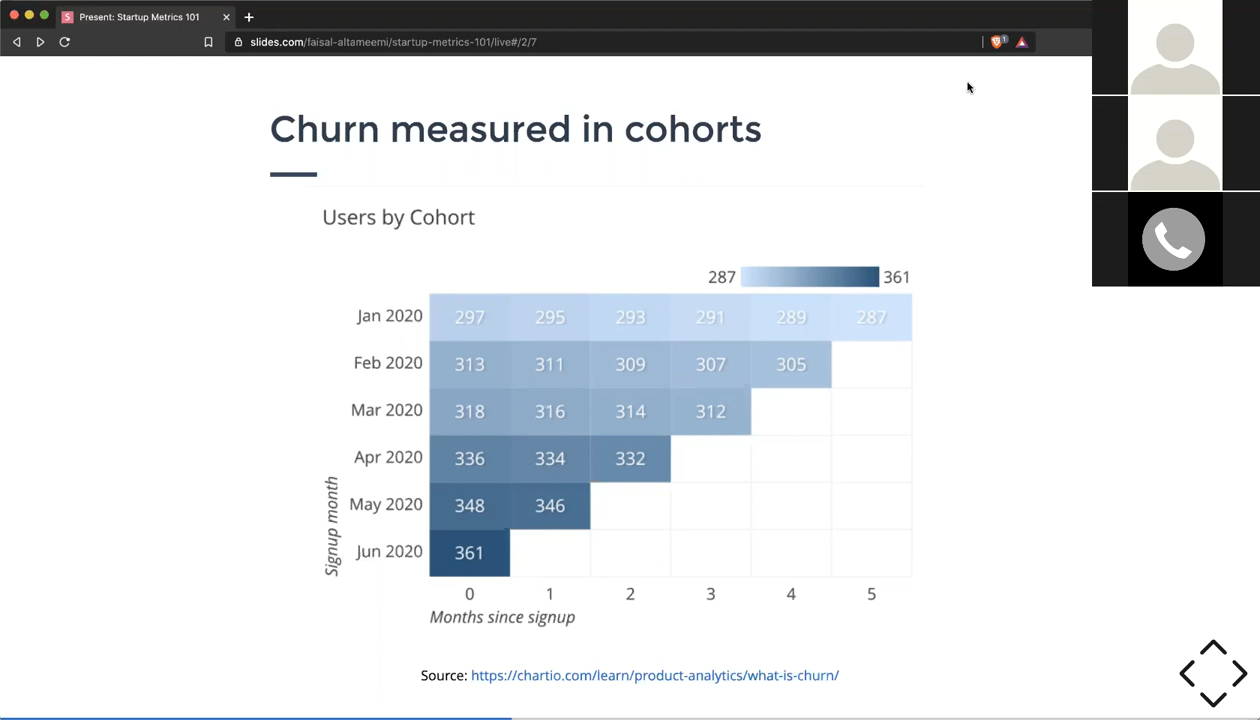 Present: Startup Metrics 101
slides.com/faisal-altameemi/startup-metrics-101/live#/2/7
1
Churn measured in cohorts
Users by Cohort
287 361
Jan 2020 297 295 293 291 289 287
Feb 2020 313 311 309 307 305
Mar 2020 318 316 314 312
Apr 2020 336 334 332
May 2020 348 346
Jun 2020 361
Signup month
0 1 2 3 4 5
Months since signup
Source: https://chartio.com/learn/product-analytics/what-is-churn/